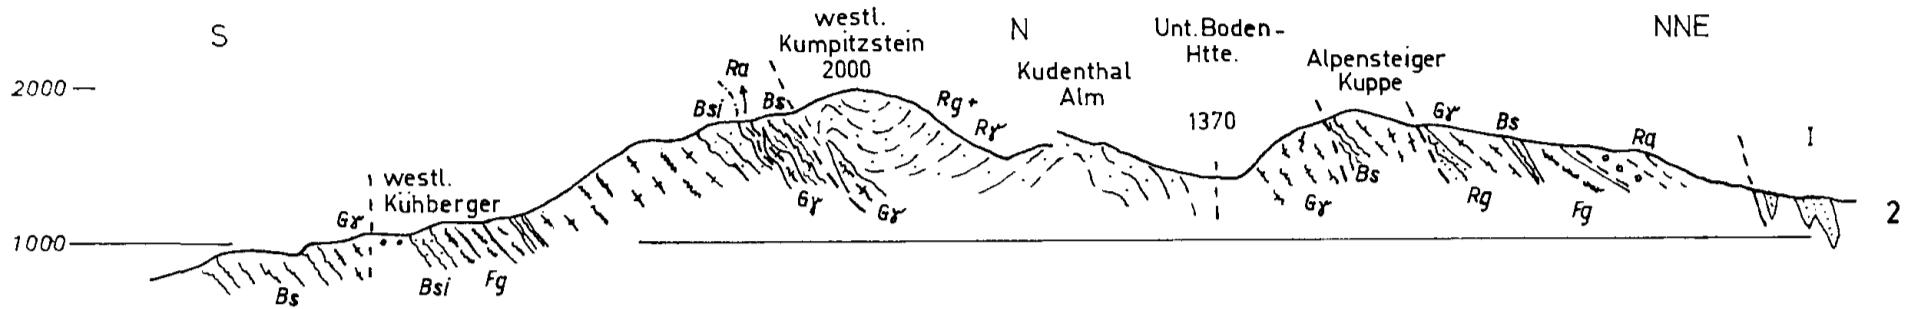 S
westl.
Kumpitzstein
2000
N
Unt. Boden-
Htte.
NNE
Alpensteiger
Kuppe
Kudenthal
Alm
2000
Ra
Bsi
Bs
Rg +
Rγ
1370
Gγ
Bs
Ra
I
westl.
Kühberger
Gγ
Gγ
Gγ
Gγ
Bs
Rg
Fg
2
1000
Bs
Bsi
Fg